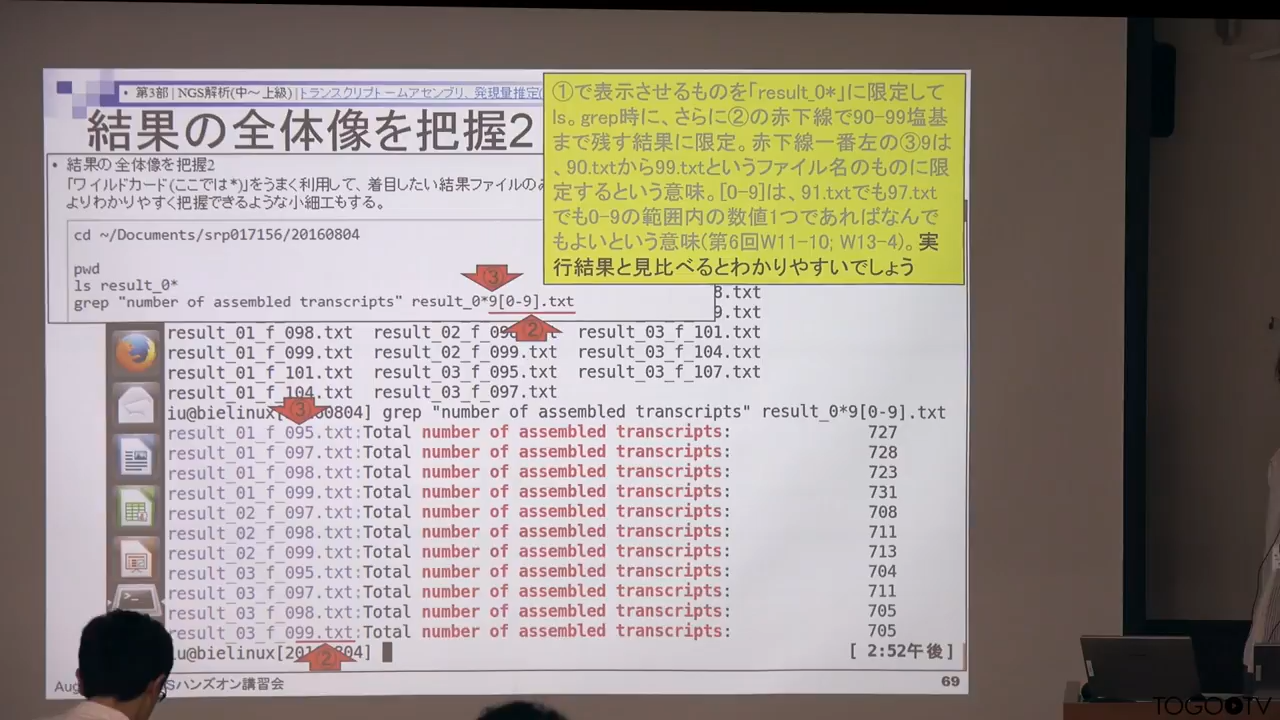 • 第3部 | NGS解析(中～上級) | トランスクリプトームアセンブリ、発現量推定(
結果の全体像を把握2
• 結果の全体像を把握2
「ワイルドカード(ここでは*)」をうまく利用して、着目したい結果ファイルのみ
よりわかりやすく把握できるような小細工もする。
cd ~/Documents/srp017156/20160804
pwd
ls result_0*
grep "number of assembled transcripts" result_0*9[0-9].txt
①で表示させるものを「result_0*」に限定して
ls。grep時に、さらに②の赤下線で90-99塩基
まで残す結果に限定。赤下線一番左の③9は
、90.txtから99.txtというファイル名のものに限
定するという意味。[0-9]は、91.txtでも97.txt
でも0-9の範囲内の数値1つであればなんで
もよいという意味(第6回W11-10; W13-4)。実
行結果と見比べるとわかりやすいでしょう
③
②
8.txt
9.txt
result_01_f_098.txt result_02_f_098.txt result_03_f_101.txt
result_01_f_099.txt result_02_f_099.txt result_03_f_104.txt
result_01_f_101.txt result_03_f_095.txt result_03_f_107.txt
result_01_f_104.txt result_03_f_097.txt
iu@bielinux[20160804] grep "number of assembled transcripts" result_0*9[0-9].txt
③
result_01_f_095.txt:Total number of assembled transcripts: 727
result_01_f_097.txt:Total number of assembled transcripts: 728
result_01_f_098.txt:Total number of assembled transcripts: 723
result_01_f_099.txt:Total number of assembled transcripts: 731
result_02_f_097.txt:Total number of assembled transcripts: 708
result_02_f_098.txt:Total number of assembled transcripts: 711
result_02_f_099.txt:Total number of assembled transcripts: 713
result_03_f_095.txt:Total number of assembled transcripts: 704
result_03_f_097.txt:Total number of assembled transcripts: 711
result_03_f_098.txt:Total number of assembled transcripts: 705
result_03_f_099.txt:Total number of assembled transcripts: 705
iu@bielinux[20160804] [ 2:52午後]
②
Aug Sハンズオン講習会 69
TOGOTV